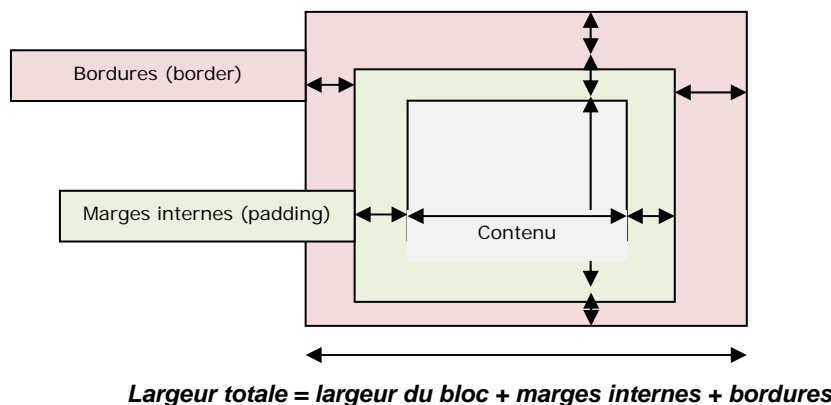 Bordures (border)
Marges internes (padding)
Contenu
Largeur totale = largeur du bloc + marges internes + bordures